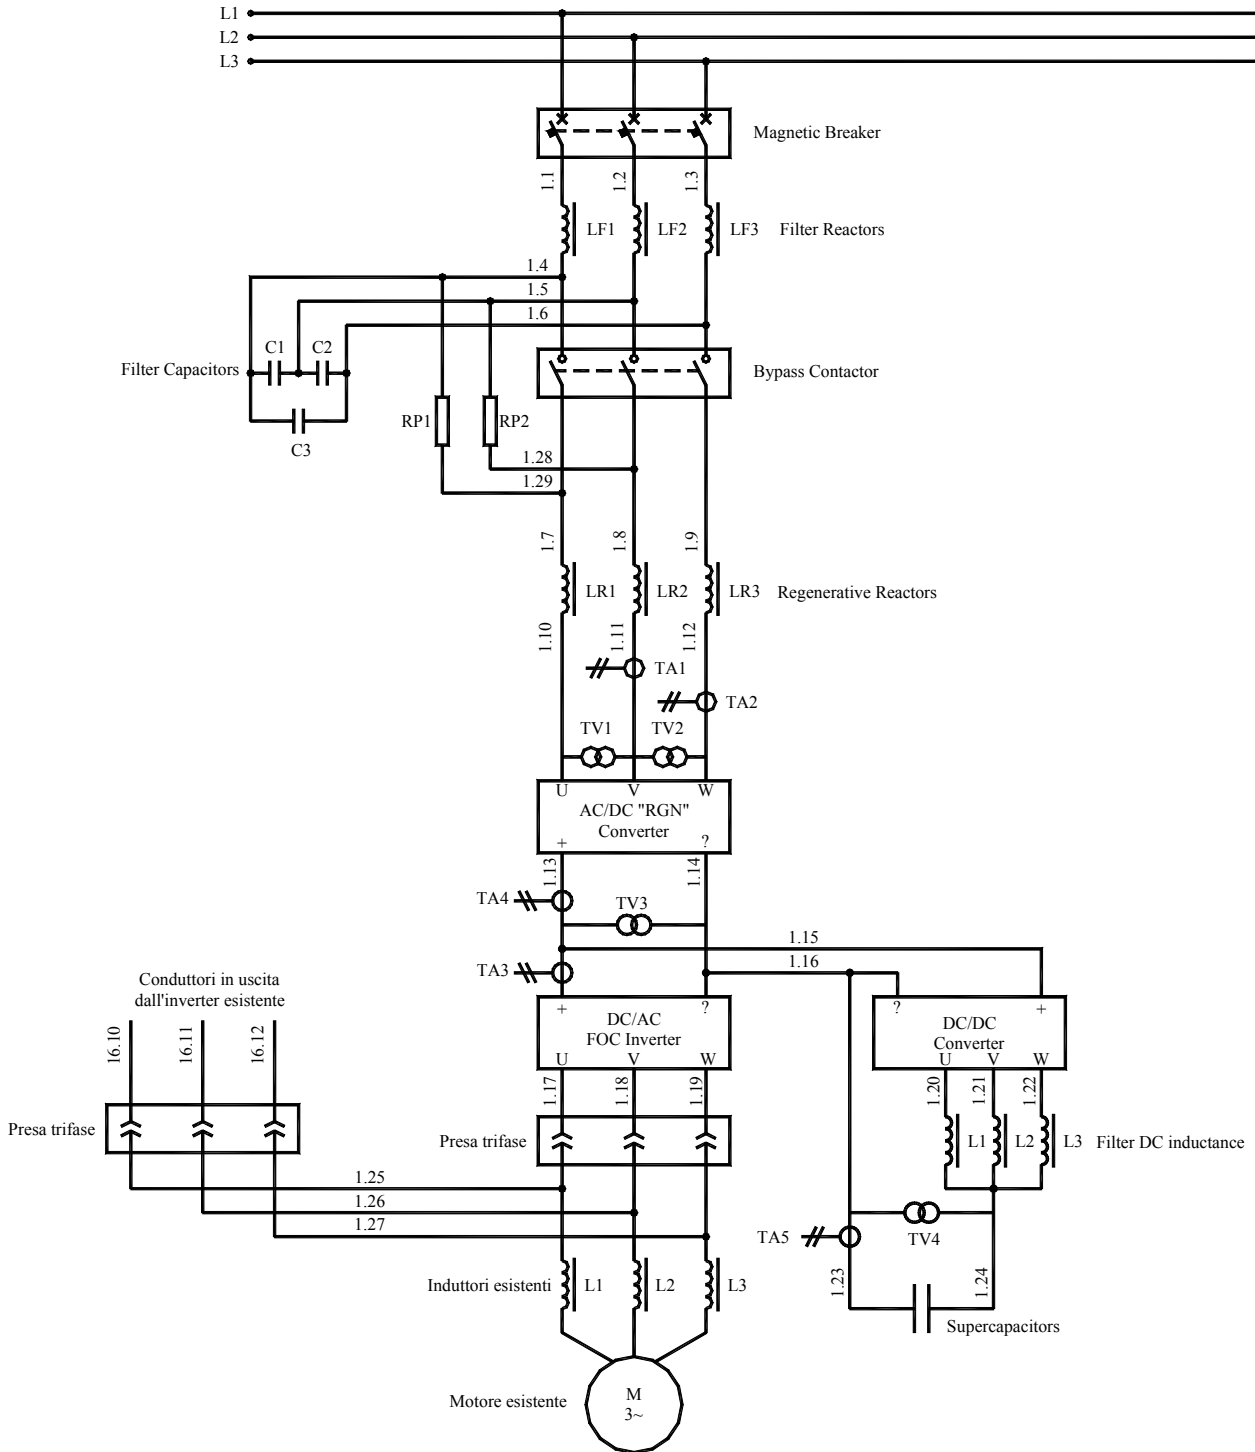 L1
L2
L3
Magnetic Breaker
1.1
1.2
1.3
LF1
LF2
LF3
Filter Reactors
1.4
1.5
1.6
C1
C2
Filter Capacitors
C3
Bypass Contactor
RP1
RP2
1.28
1.29
1.7
1.8
1.9
LR1
LR2
LR3
Regenerative Reactors
1.10
1.11
1.12
TA1
TA2
TV1
TV2
U
V
W
AC/DC "RGN"
Converter
+
?
1.13
1.14
TA4
TV3
1.15
1.16
TA3
Conduttori in uscita
dall'inverter esistente
16.10
16.11
16.12
+
?
DC/AC
FOC Inverter
U
V
W
?
+
DC/DC
Converter
U
V
W
1.17
1.18
1.19
1.20
1.21
1.22
Presa trifase
Presa trifase
L1
L2
L3
Filter DC inductance
1.25
1.26
1.27
TA5
TV4
1.23
1.24
Induttori esistenti
L1
L2
L3
Supercapacitors
Motore esistente
M
3~